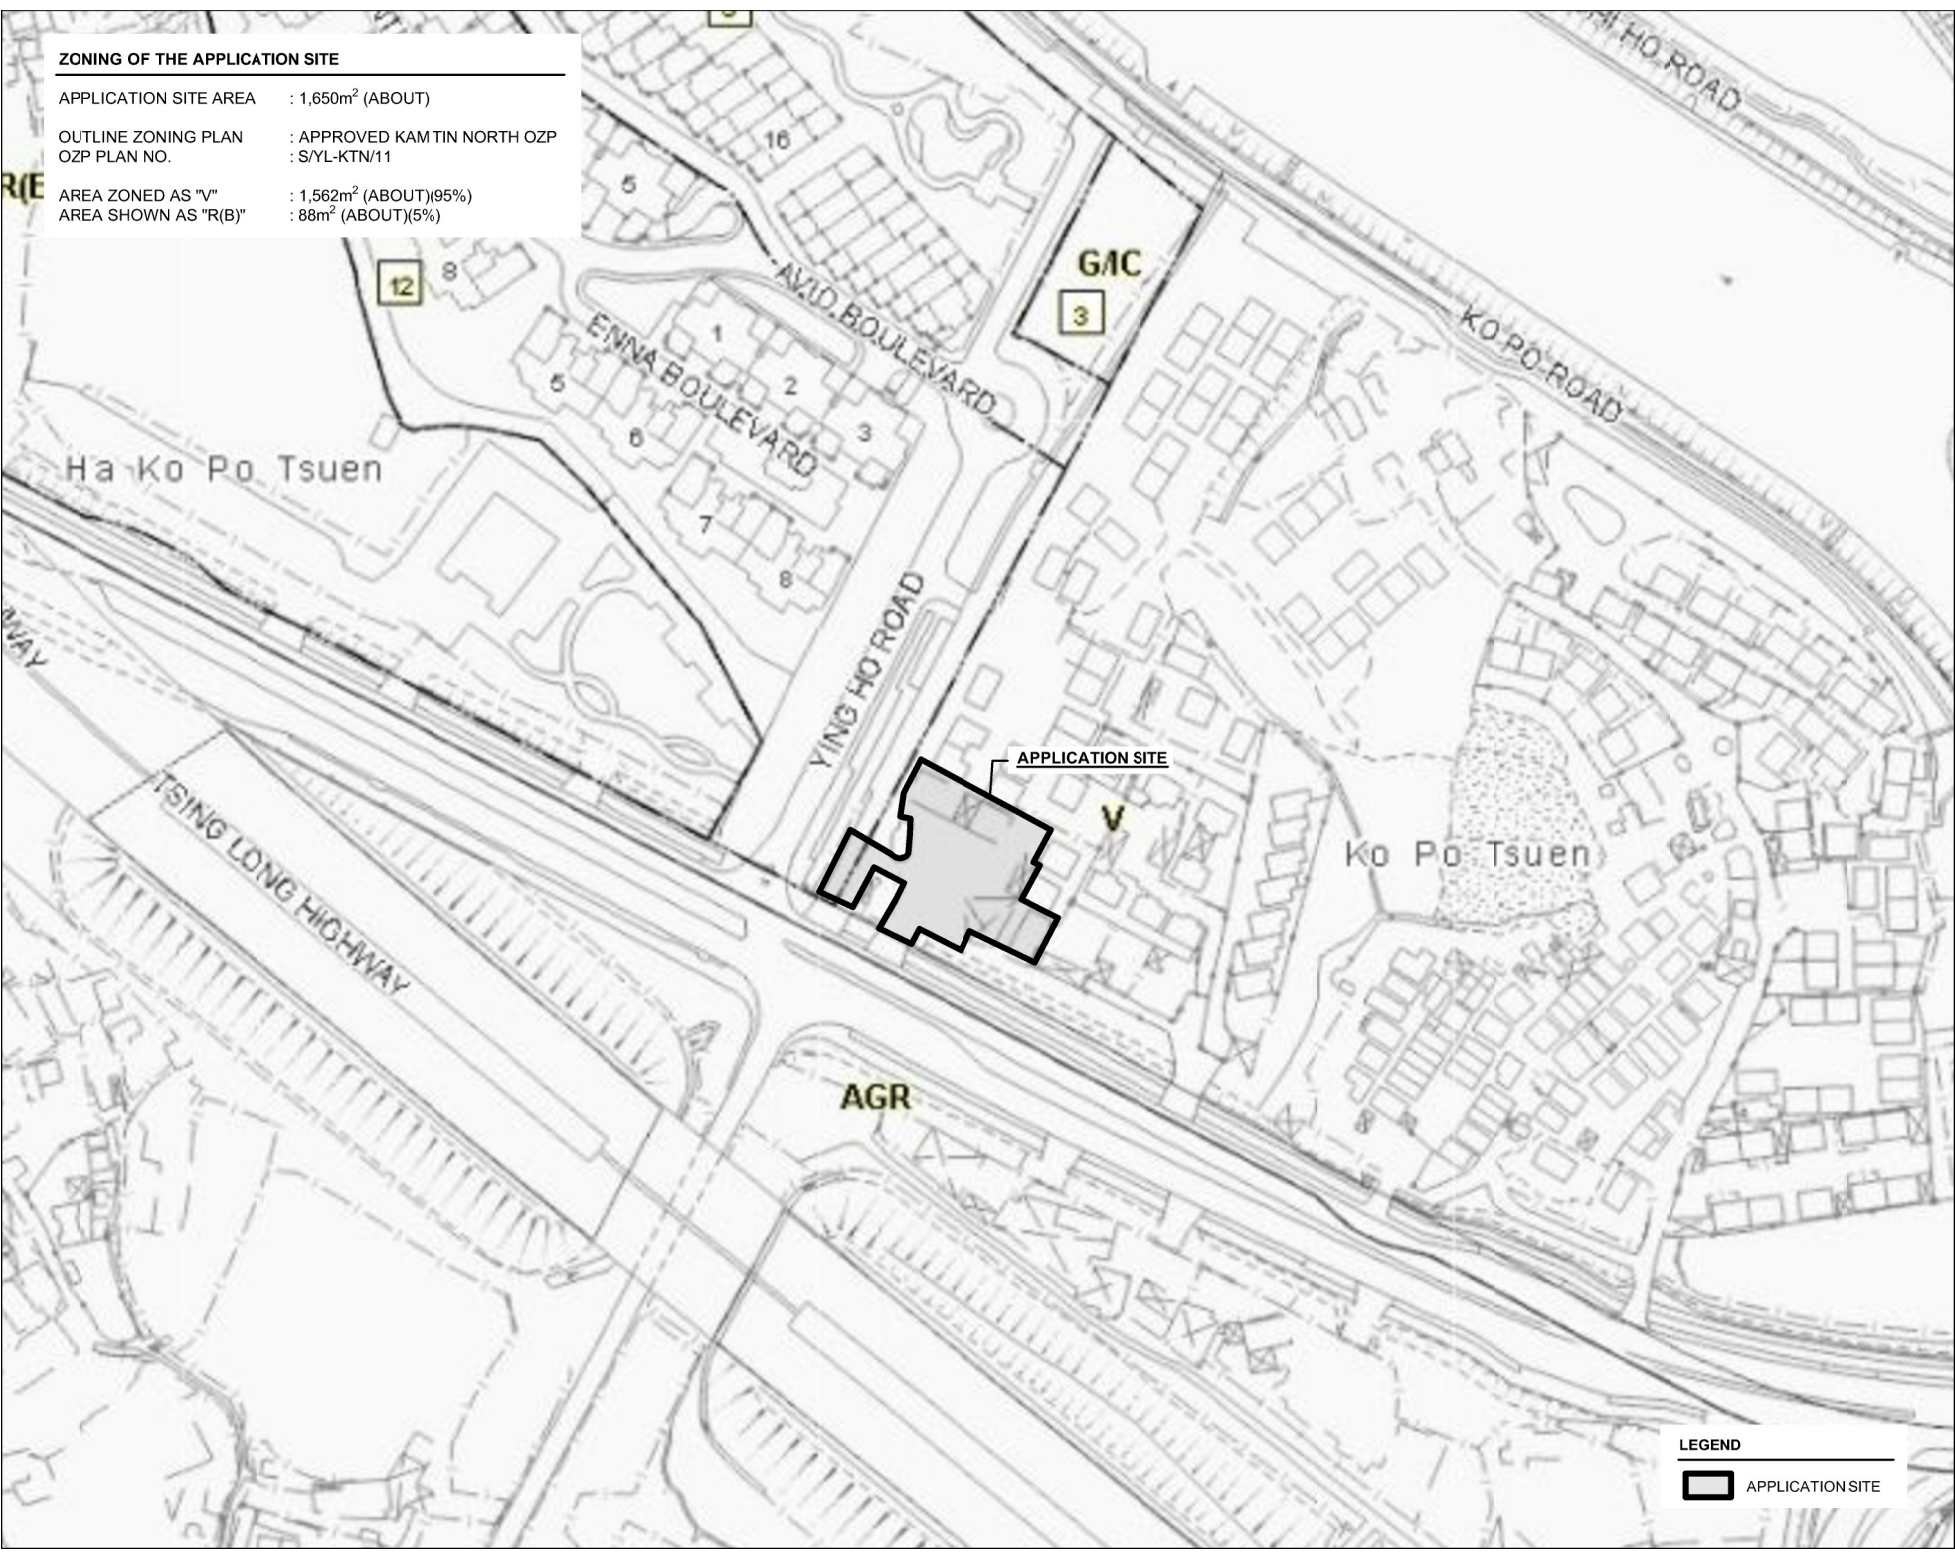 ZONING OF THE APPLICATION SITE
APPLICATION SITE AREA : 1,650m² (ABOUT)
OUTLINE ZONING PLAN : APPROVED KAM TIN NORTH OZP
OZP PLAN NO. : S/YL-KTN/11
AREA ZONED AS "V" : 1,562m² (ABOUT)(95%)
AREA SHOWN AS "R(B)" : 88m² (ABOUT)(5%)
HO ROAD
16
5
R(E
G/IC
3
12
8
AVID BOULEVARD
KO PO ROAD
ENNA BOULEVARD
1
2
3
5
6
7
8
Ha Ko Po Tsuen
WAY
YING HO ROAD
APPLICATION SITE
V
Ko Po Tsuen
TSING LONG HIGHWAY
AGR
LEGEND
APPLICATION SITE